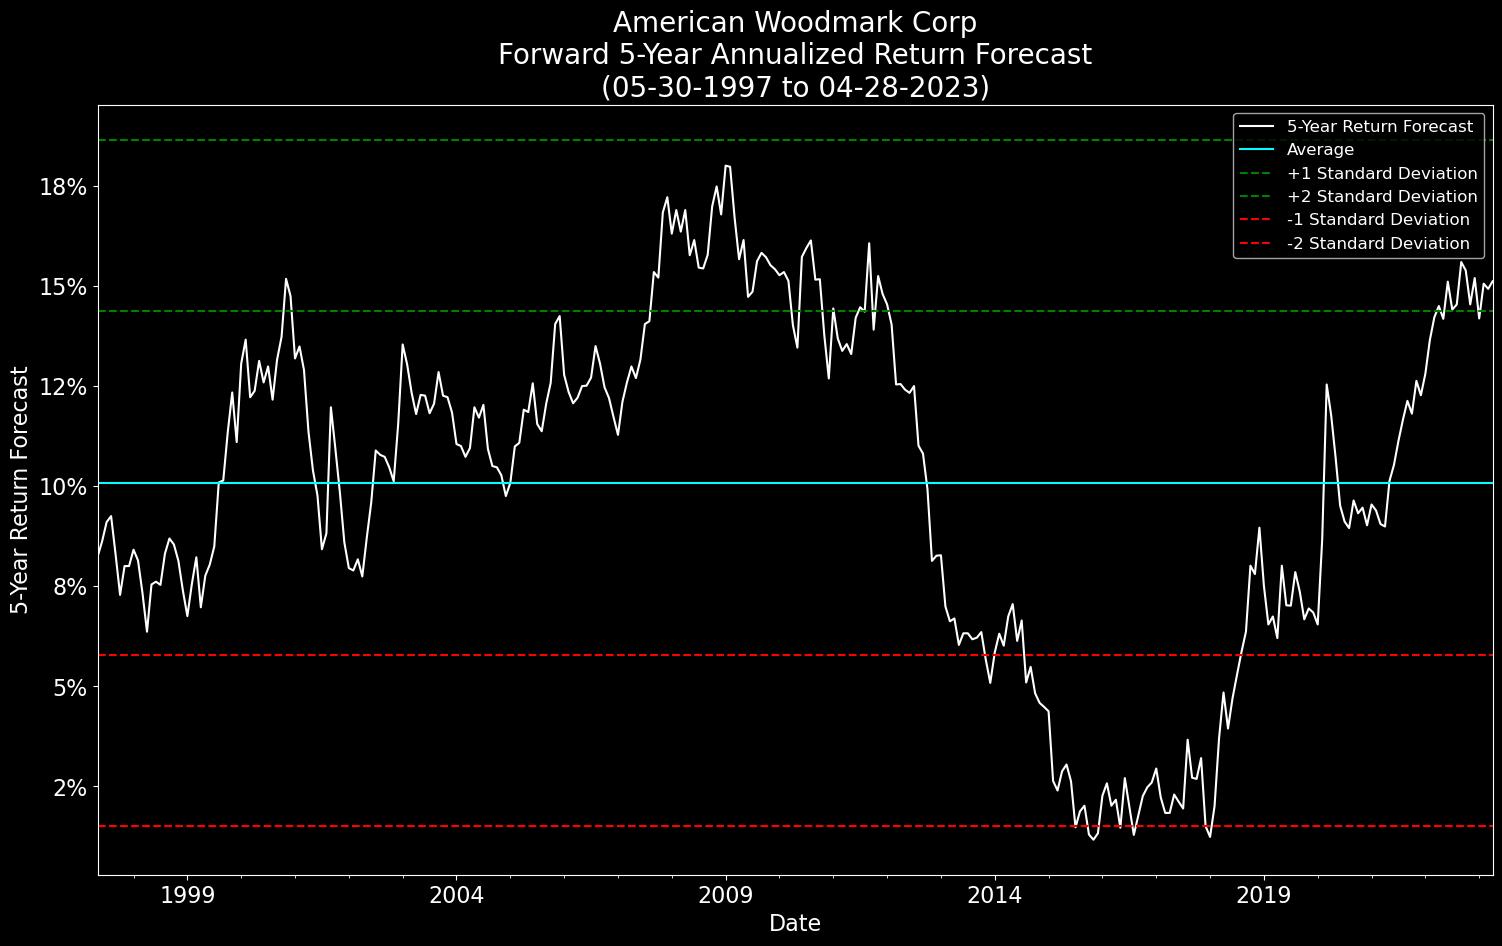 American Woodmark Corp
Forward 5-Year Annualized Return Forecast
(05-30-1997 to 04-28-2023)
5-Year Return Forecast
Average
+1 Standard Deviation
+2 Standard Deviation
-1 Standard Deviation
-2 Standard Deviation
18%
15%
12%
10%
8%
5%
2%
5-Year Return Forecast
1999
2004
2009
2014
2019
Date